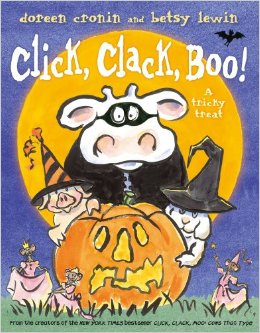 doreen cronin and betsy lewin
Click, Clack, Boo!
A
tricky
treat
From the creators of the NEW YORK TIMES bestseller CLICK, CLACK, MOO: Cows That Type